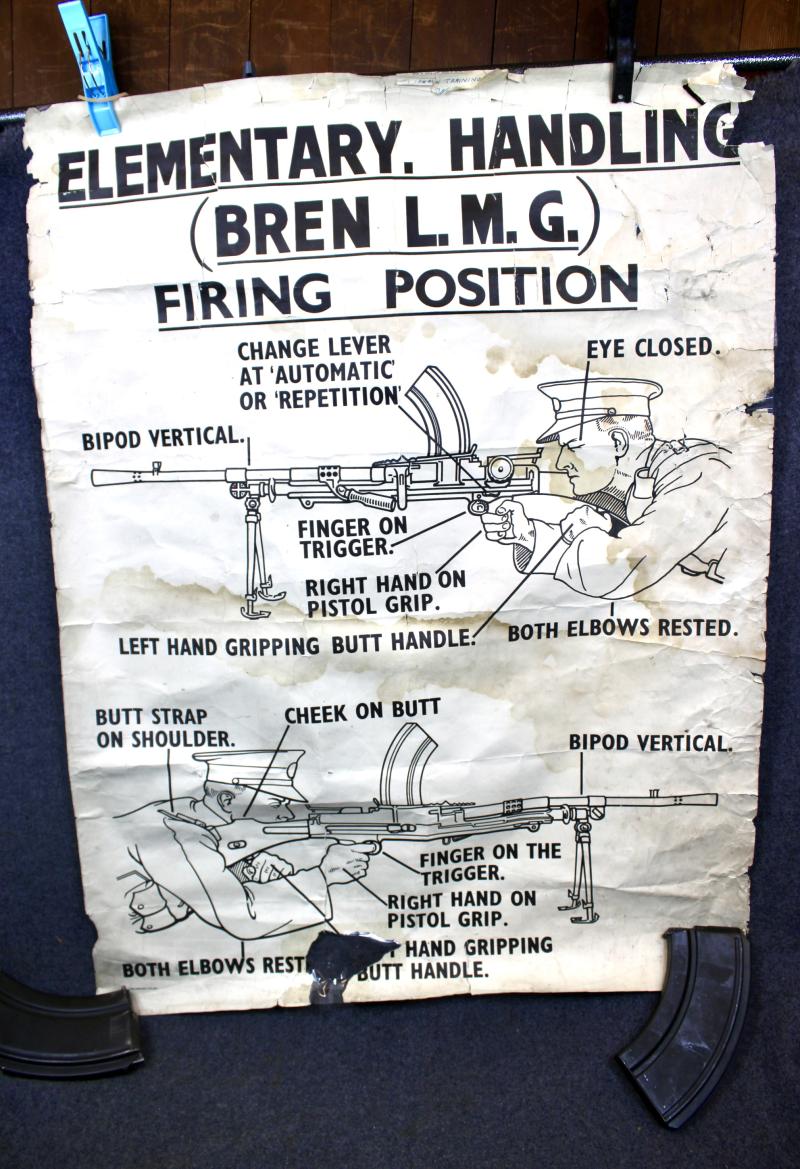 ELEMENTARY. HANDLING
(BREN L.M.G.)
FIRING POSITION
CHANGE LEVER
AT 'AUTOMATIC'
OR 'REPETITION'
EYE CLOSED.
BIPOD VERTICAL.
FINGER ON
TRIGGER.
RIGHT HAND ON
PISTOL GRIP.
LEFT HAND GRIPPING BUTT HANDLE.
BOTH ELBOWS RESTED.
BUTT STRAP
ON SHOULDER.
CHEEK ON BUTT
BIPOD VERTICAL.
FINGER ON THE
TRIGGER.
RIGHT HAND ON
PISTOL GRIP.
HAND GRIPPING
BUTT HANDLE.
BOTH ELBOWS REST